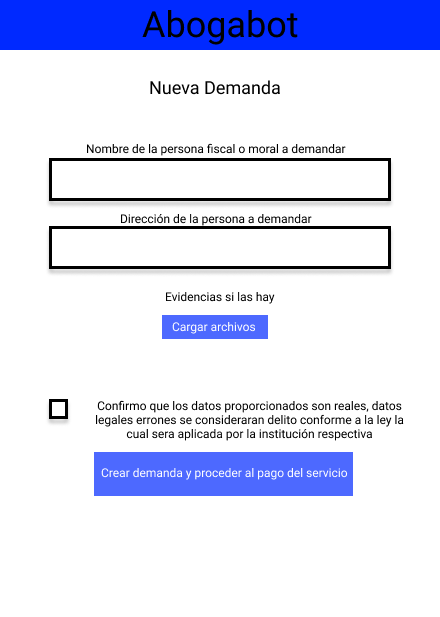 Abogabot
Nueva Demanda
Nombre de la persona fiscal o moral a demandar
Dirección de la persona a demandar
Evidencias si las hay
Cargar archivos
Confirmo que los datos proporcionados son reales, datos
legales errones se consideraran delito conforme a la ley la
cual sera aplicada por la institución respectiva
Crear demanda y proceder al pago del servicio